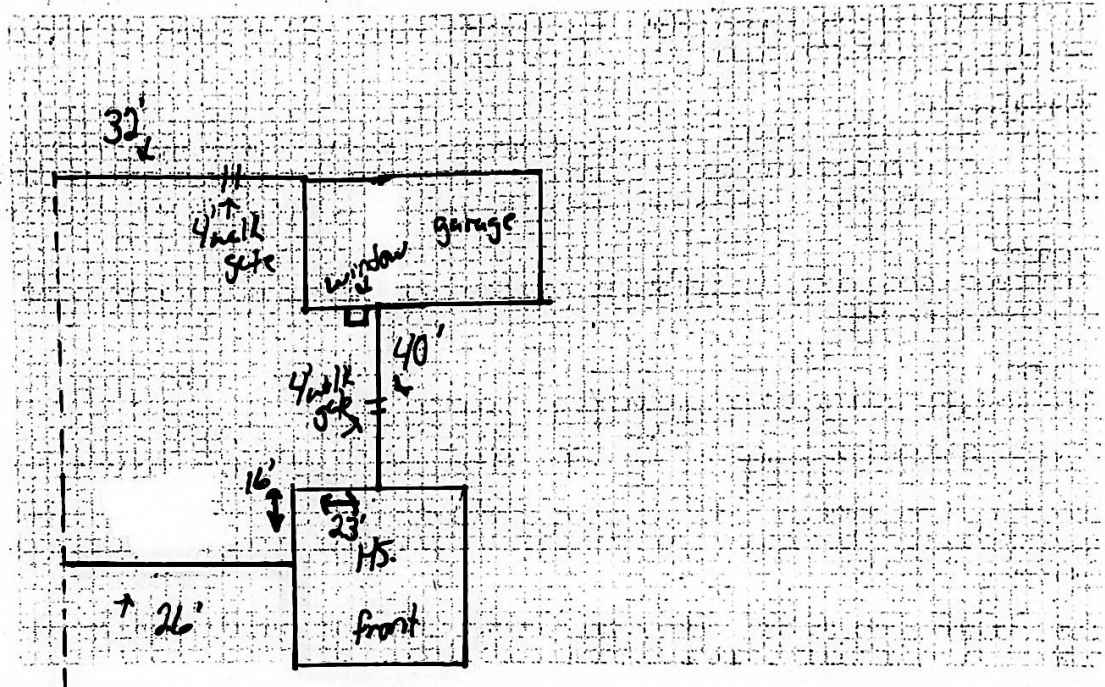 32'
4' walk
gate
garage
window
40'
4' walk
gate
16'
23'
HS.
26'
front